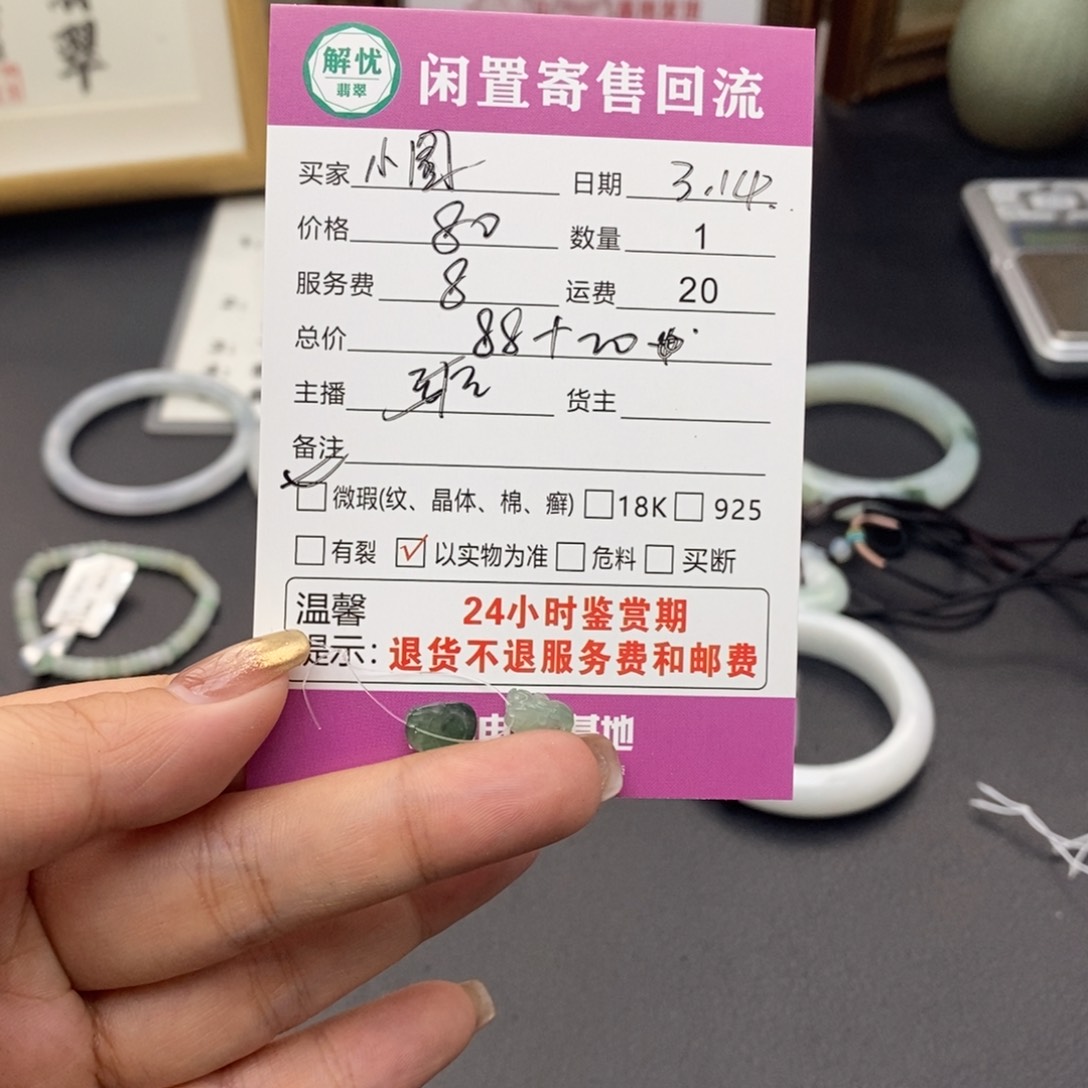 翠
解忧
翡翠
闲置寄售回流
买家 小圈 日期 3.14.
价格 80 数量 1
服务费 8 运费 20
总价 88+20
主播 货主
备注
微瑕(纹、晶体、棉、癣) 18K 925
有裂 以实物为准 危料 买断
温馨 24小时鉴赏期
提示: 退货不退服务费和邮费
基地